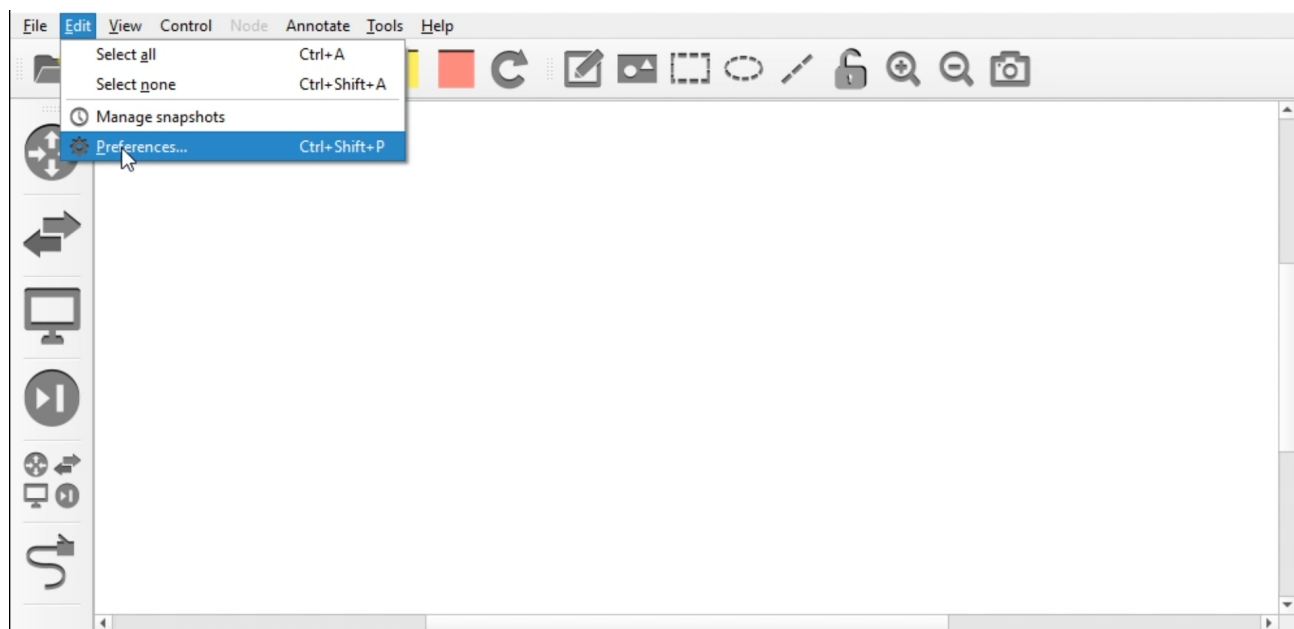 File Edit View Control Node Annotate Tools Help
Select all Ctrl+A
Select none Ctrl+Shift+A
Manage snapshots
Preferences... Ctrl+Shift+P